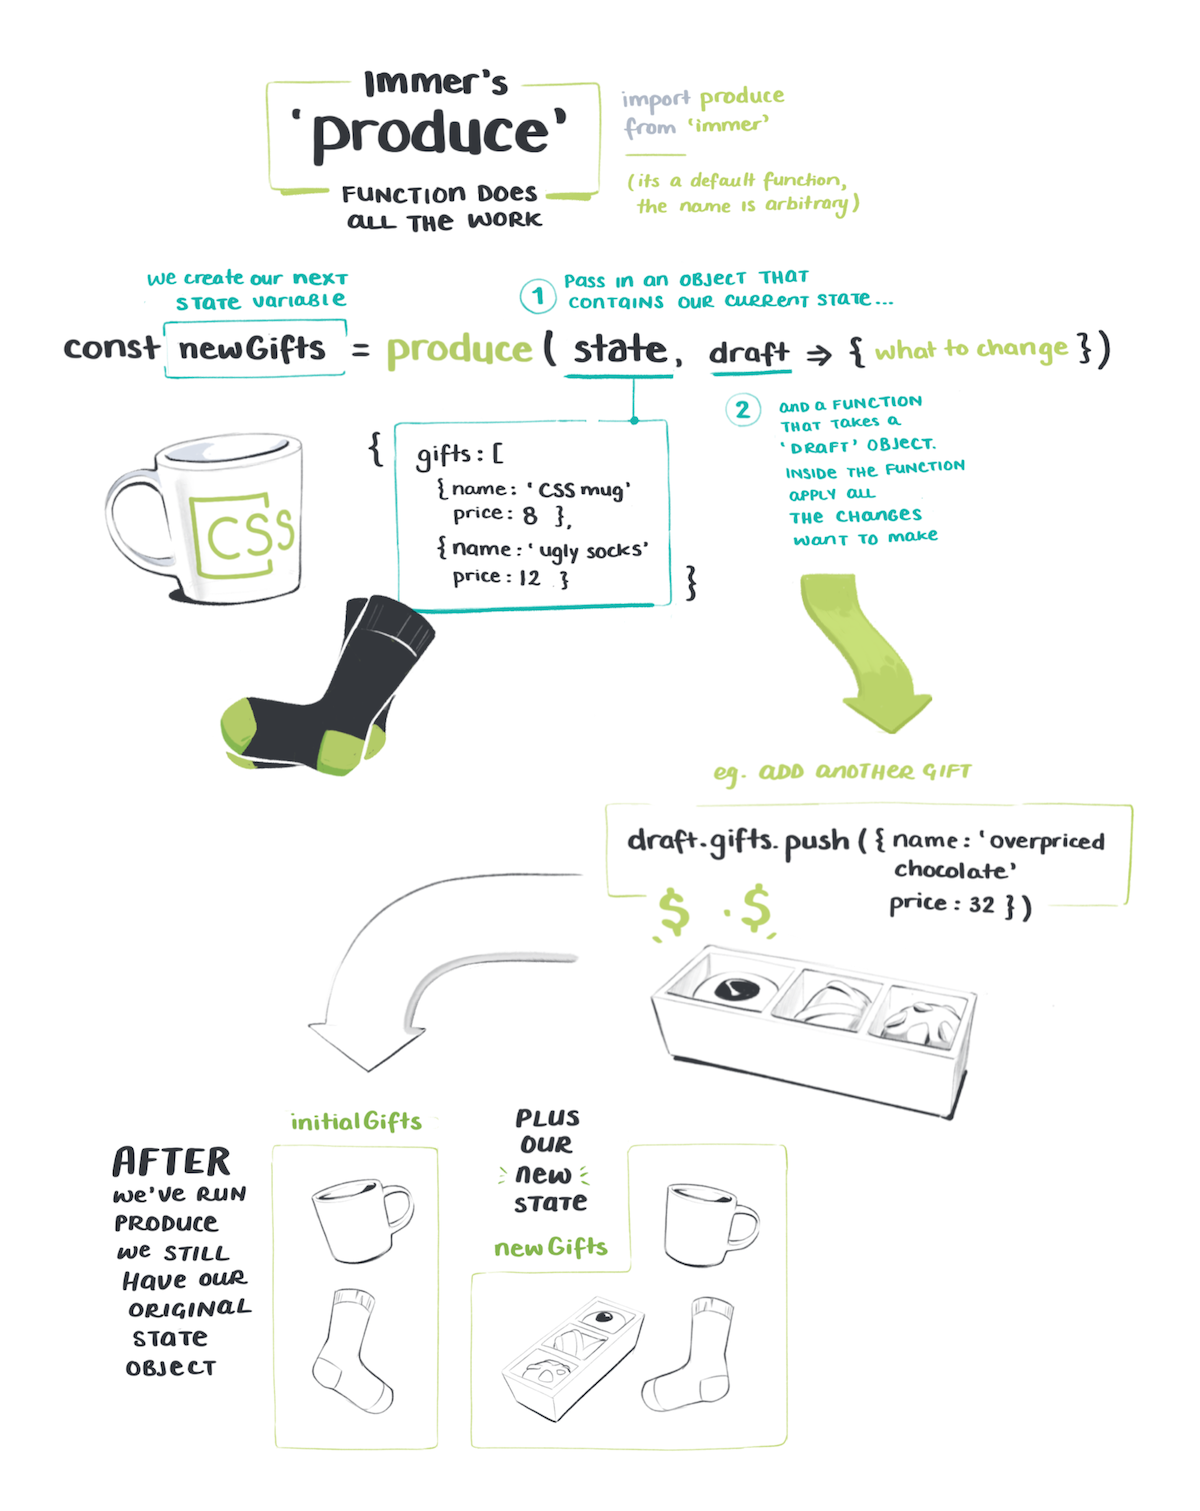 Immer's
'produce'
FUNCTION DOES
ALL THE WORK
import produce
from 'immer'
(its a default function,
the name is arbitrary)
We create our next
state variable
1
Pass in an object that
contains our current state...
const newGifts = produce ( state, draft => { what to change } )
2
and a FUNCTION
THAT TAKES a
'DRAFT' OBJECT.
INSIDE THE FUNCTION
APPLY ALL
THE CHANGES
WANT TO MAKE
{
gifts: [
{ name: 'CSS mug'
price: 8 },
{ name: 'ugly socks'
price: 12 }
}
CSS
eg. ADD ANOTHER GIFT
draft.gifts.push ( { name: 'overpriced
chocolate'
price: 32 } )
$ $
AFTER
WE'VE RUN
PRODUCE
WE STILL
HAVE OUR
ORIGINAL
STATE
OBJECT
initialGifts
PLUS
OUR
NEW
STATE
newGifts